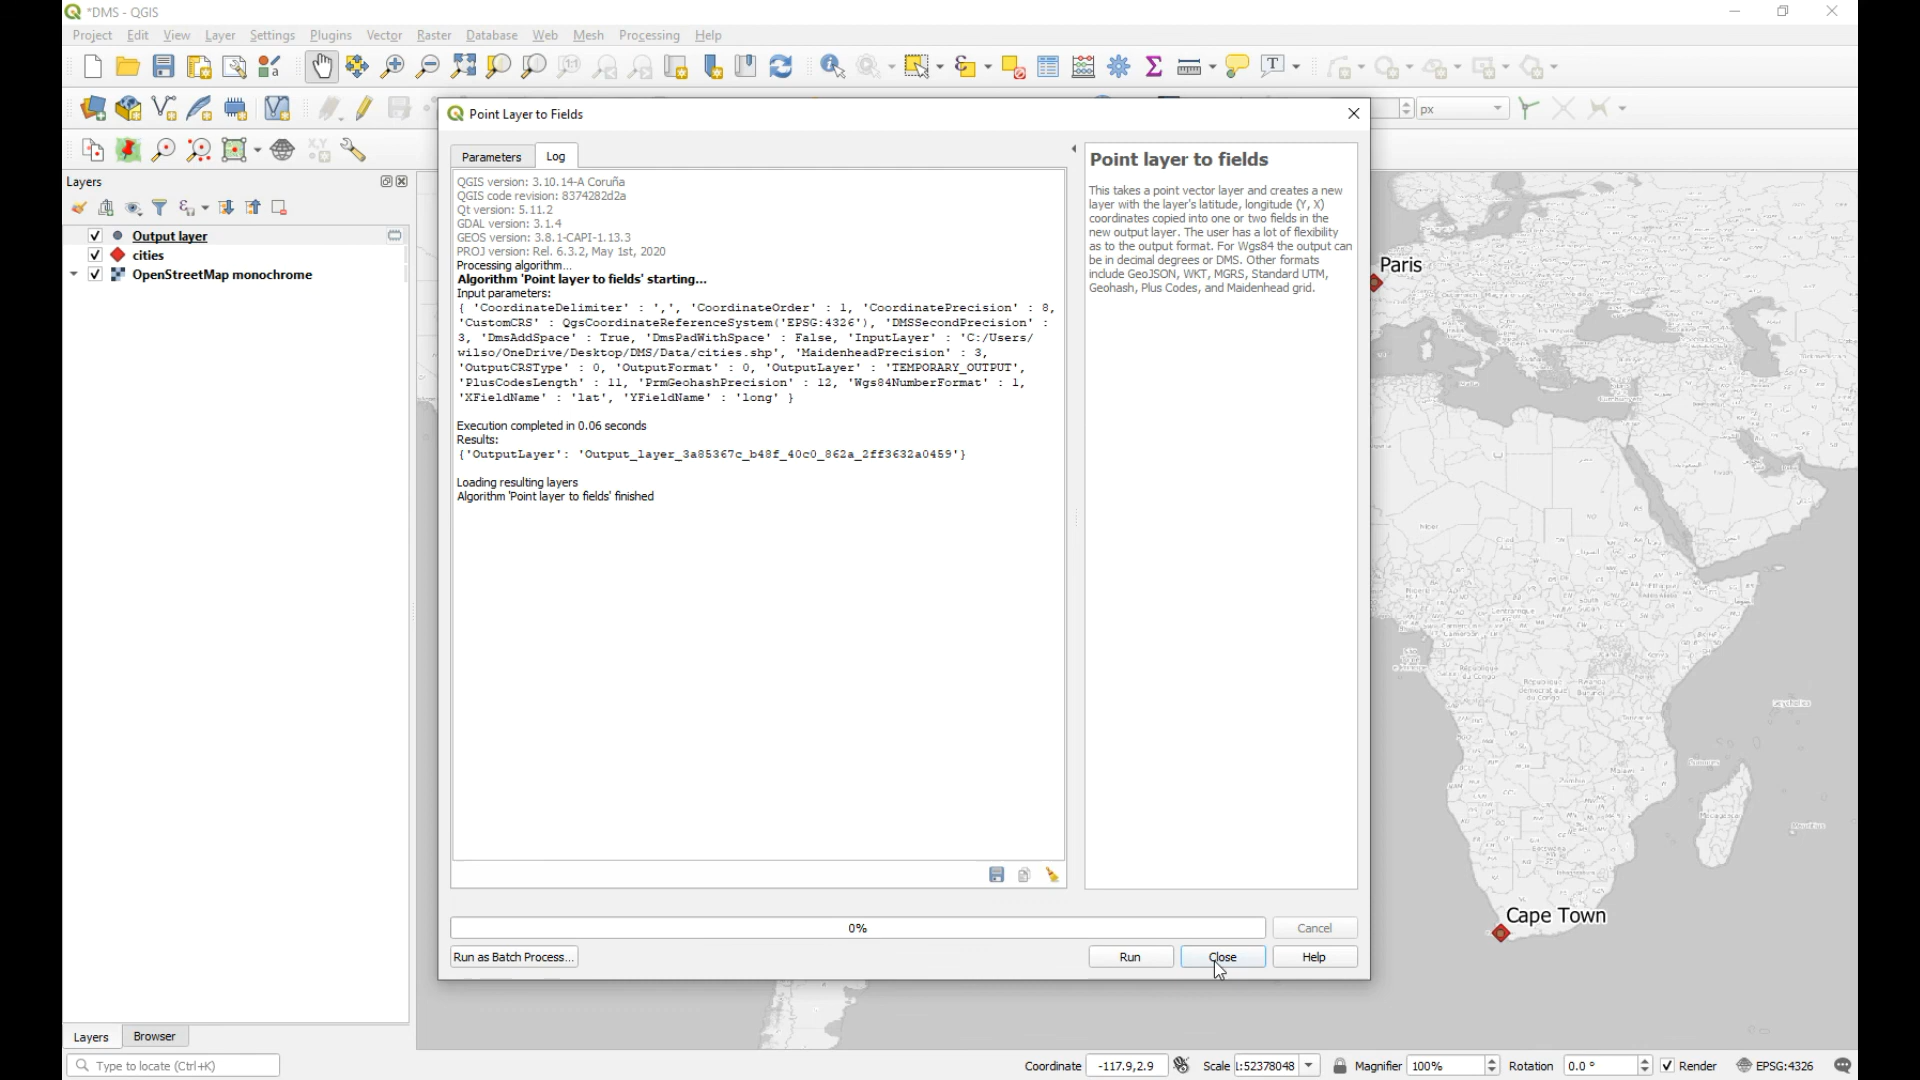 *DMS - QGIS
Project Edit View Layer Settings Plugins Vector Raster Database Web Mesh Processing Help
px
Point Layer to Fields
Parameters Log
QGIS version: 3.10.14-A Coruña
QGIS code revision: 8374282d2a
Qt version: 5.11.2
GDAL version: 3.1.4
GEOS version: 3.8.1-CAPI-1.13.3
PROJ version: Rel. 6.3.2, May 1st, 2020
Processing algorithm...
Algorithm 'Point layer to fields' starting...
Input parameters:
{ 'CoordinateDelimiter' : ',', 'CoordinateOrder' : 1, 'CoordinatePrecision' : 8,
'CustomCRS' : QgsCoordinateReferenceSystem('EPSG:4326'), 'DMSSecondPrecision' :
3, 'DmsAddSpace' : True, 'DmsPadWithSpace' : False, 'InputLayer' : 'C:/Users/
wilso/OneDrive/Desktop/DMS/Data/cities.shp', 'MaidenheadPrecision' : 3,
'OutputCRSType' : 0, 'OutputFormat' : 0, 'OutputLayer' : 'TEMPORARY_OUTPUT',
'PlusCodesLength' : 11, 'PrmGeohashPrecision' : 12, 'Wgs84NumberFormat' : 1,
'XFieldName' : 'lat', 'YFieldName' : 'long' }
Execution completed in 0.06 seconds
Results:
{'OutputLayer': 'Output_layer_3a85367c_b48f_40c0_862a_2ff3632a0459'}
Loading resulting layers
Algorithm 'Point layer to fields' finished
Point layer to fields
This takes a point vector layer and creates a new
layer with the layer's latitude, longitude (Y, X)
coordinates copied into one or two fields in the
new output layer. The user has a lot of flexibility
as to the output format. For Wgs84 the output can
be in decimal degrees or DMS. Other formats
include GeoJSON, WKT, MGRS, Standard UTM,
Geohash, Plus Codes, and Maidenhead grid.
0%
Cancel
Run as Batch Process...
Run Close Help
Layers
Output layer
cities
OpenStreetMap monochrome
Paris
Cape Town
Layers Browser
Type to locate (Ctrl+K)
Coordinate -117.9,2.9 Scale 1:52378048 Magnifier 100% Rotation 0.0 ° Render EPSG:4326